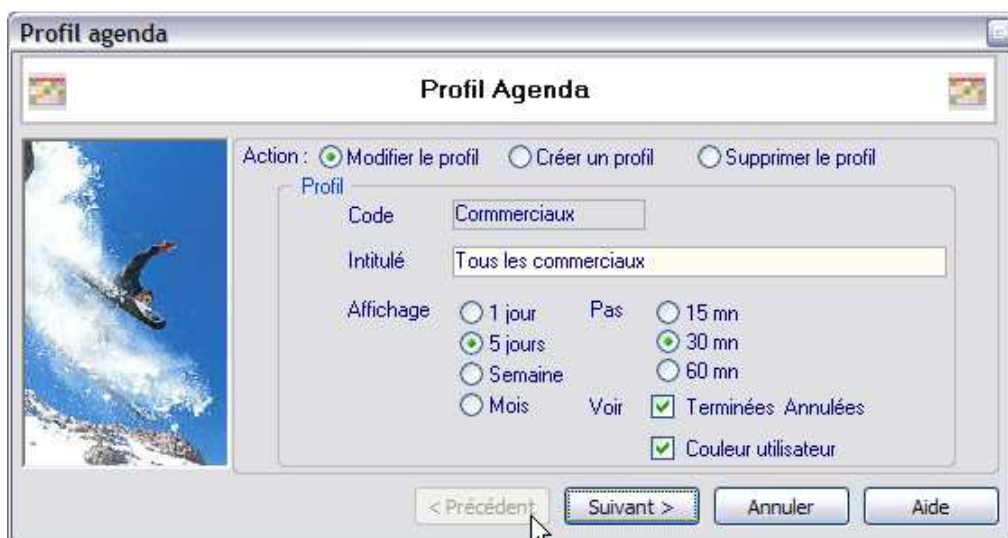 Profil agenda
Profil Agenda
Action : Modifier le profil Créer un profil Supprimer le profil
Profil
Code Commerciaux
Intitulé Tous les commerciaux
Affichage 1 jour Pas 15 mn
5 jours 30 mn
Semaine 60 mn
Mois Voir Terminées Annulées
Couleur utilisateur
< Précédent Suivant > Annuler Aide